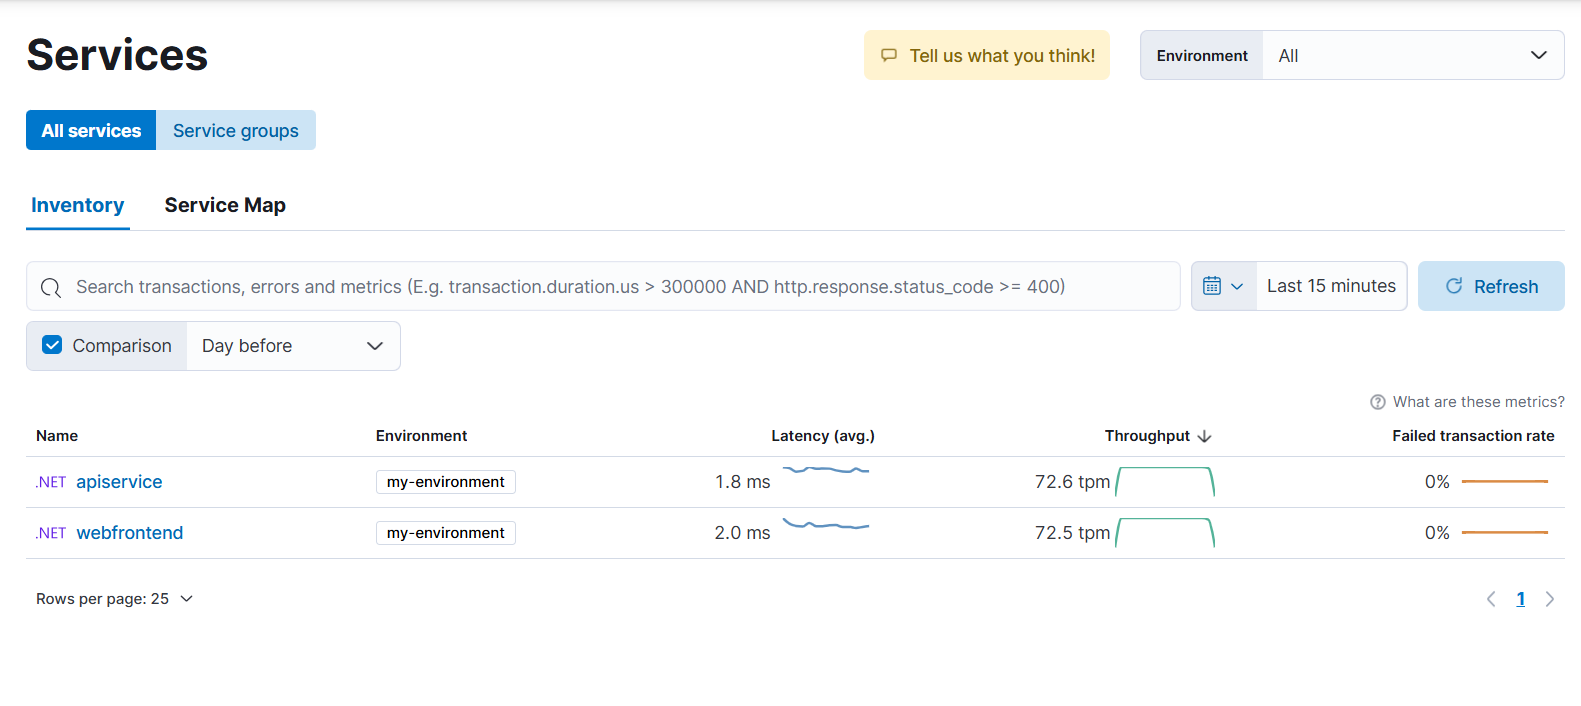 Services
Tell us what you think!
Environment All
All services Service groups
Inventory Service Map
Search transactions, errors and metrics (E.g. transaction.duration.us > 300000 AND http.response.status_code >= 400)
Last 15 minutes
Refresh
Comparison Day before
What are these metrics?
Name Environment Latency (avg.) Throughput Failed transaction rate
.NET apiservice my-environment 1.8 ms 72.6 tpm 0%
.NET webfrontend my-environment 2.0 ms 72.5 tpm 0%
Rows per page: 25 1